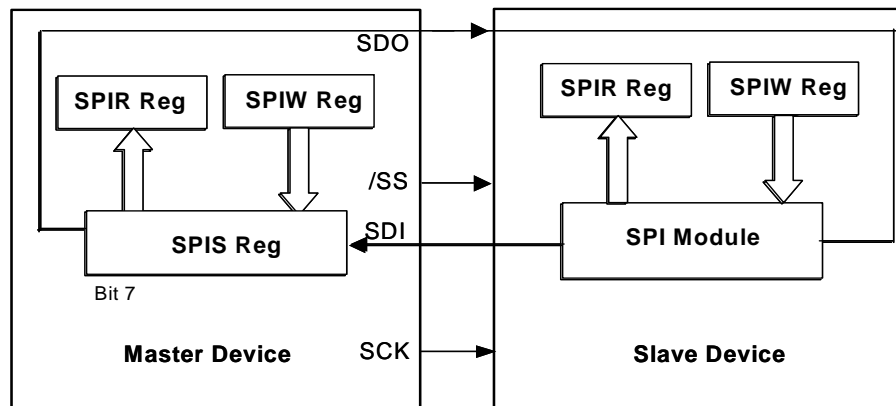 SDO
SPIR Reg
SPIW Reg
SPIR Reg
SPIW Reg
/SS
SDI
SPIS Reg
SPI Module
Bit 7
Master Device
SCK
Slave Device